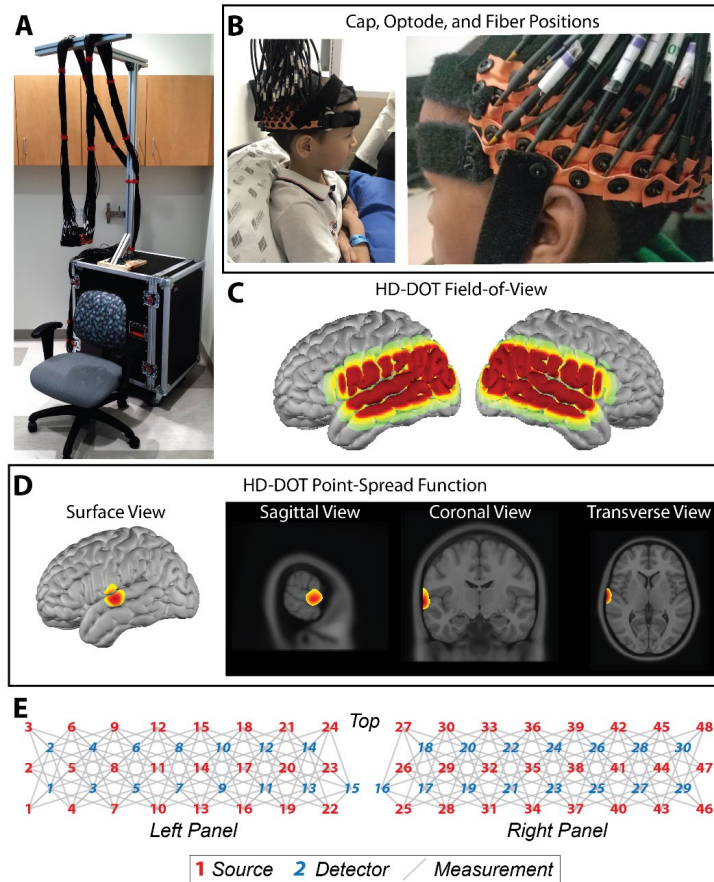 A
B
Cap, Optode, and Fiber Positions
C
HD-DOT Field-of-View
D
HD-DOT Point-Spread Function
Surface View
Sagittal View
Coronal View
Transverse View
E
3 6 9 12 15 18 21 24
2 4 6 8 10 12 14
2 5 8 11 14 17 20 23
1 3 5 7 9 11 13 15
1 4 7 10 13 16 19 22
Left Panel
Top
27 30 33 36 39 42 45 48
18 20 22 24 26 28 30
26 29 32 35 38 41 44 47
16 17 19 21 23 25 27 29
25 28 31 34 37 40 43 46
Right Panel
1 Source 2 Detector Measurement